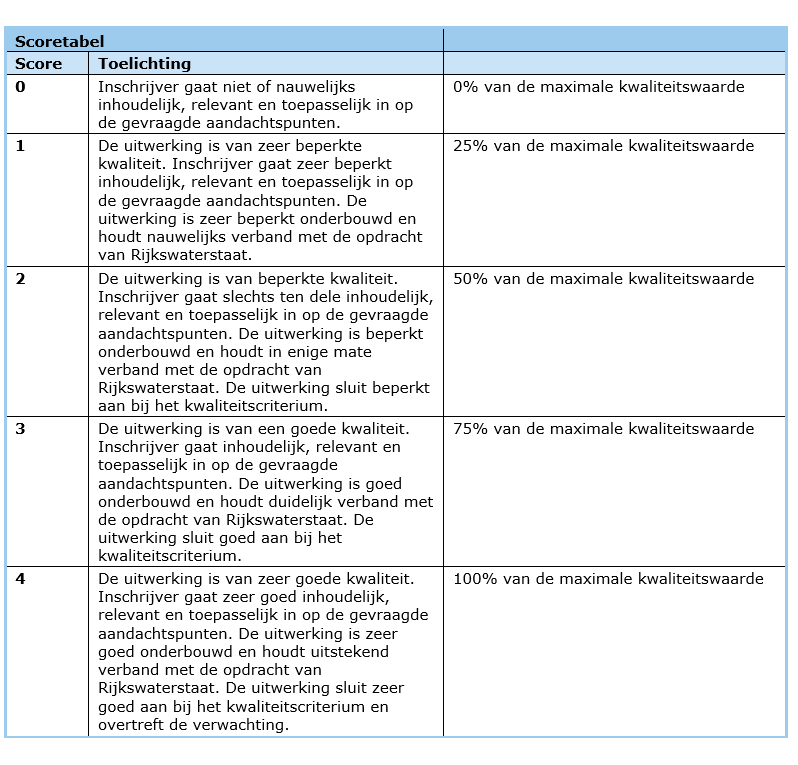 Scoretabel
Score Toelichting
0 Inschrijver gaat niet of nauwelijks 0% van de maximale kwaliteitswaarde
inhoudelijk, relevant en toepasselijk in op
de gevraagde aandachtspunten.
1 De uitwerking is van zeer beperkte 25% van de maximale kwaliteitswaarde
kwaliteit. Inschrijver gaat zeer beperkt
inhoudelijk, relevant en toepasselijk in op
de gevraagde aandachtspunten. De
uitwerking is zeer beperkt onderbouwd en
houdt nauwelijks verband met de opdracht
van Rijkswaterstaat.
2 De uitwerking is van beperkte kwaliteit. 50% van de maximale kwaliteitswaarde
Inschrijver gaat slechts ten dele inhoudelijk,
relevant en toepasselijk in op de gevraagde
aandachtspunten. De uitwerking is beperkt
onderbouwd en houdt in enige mate
verband met de opdracht van
Rijkswaterstaat. De uitwerking sluit beperkt
aan bij het kwaliteitscriterium.
3 De uitwerking is van een goede kwaliteit. 75% van de maximale kwaliteitswaarde
Inschrijver gaat inhoudelijk, relevant en
toepasselijk in op de gevraagde
aandachtspunten. De uitwerking is goed
onderbouwd en houdt duidelijk verband met
de opdracht van Rijkswaterstaat. De
uitwerking sluit goed aan bij het
kwaliteitscriterium.
4 De uitwerking is van zeer goede kwaliteit. 100% van de maximale kwaliteitswaarde
Inschrijver gaat zeer goed inhoudelijk,
relevant en toepasselijk in op de gevraagde
aandachtspunten. De uitwerking is zeer
goed onderbouwd en houdt uitstekend
verband met de opdracht van
Rijkswaterstaat. De uitwerking sluit zeer
goed aan bij het kwaliteitscriterium en
overtreft de verwachting.